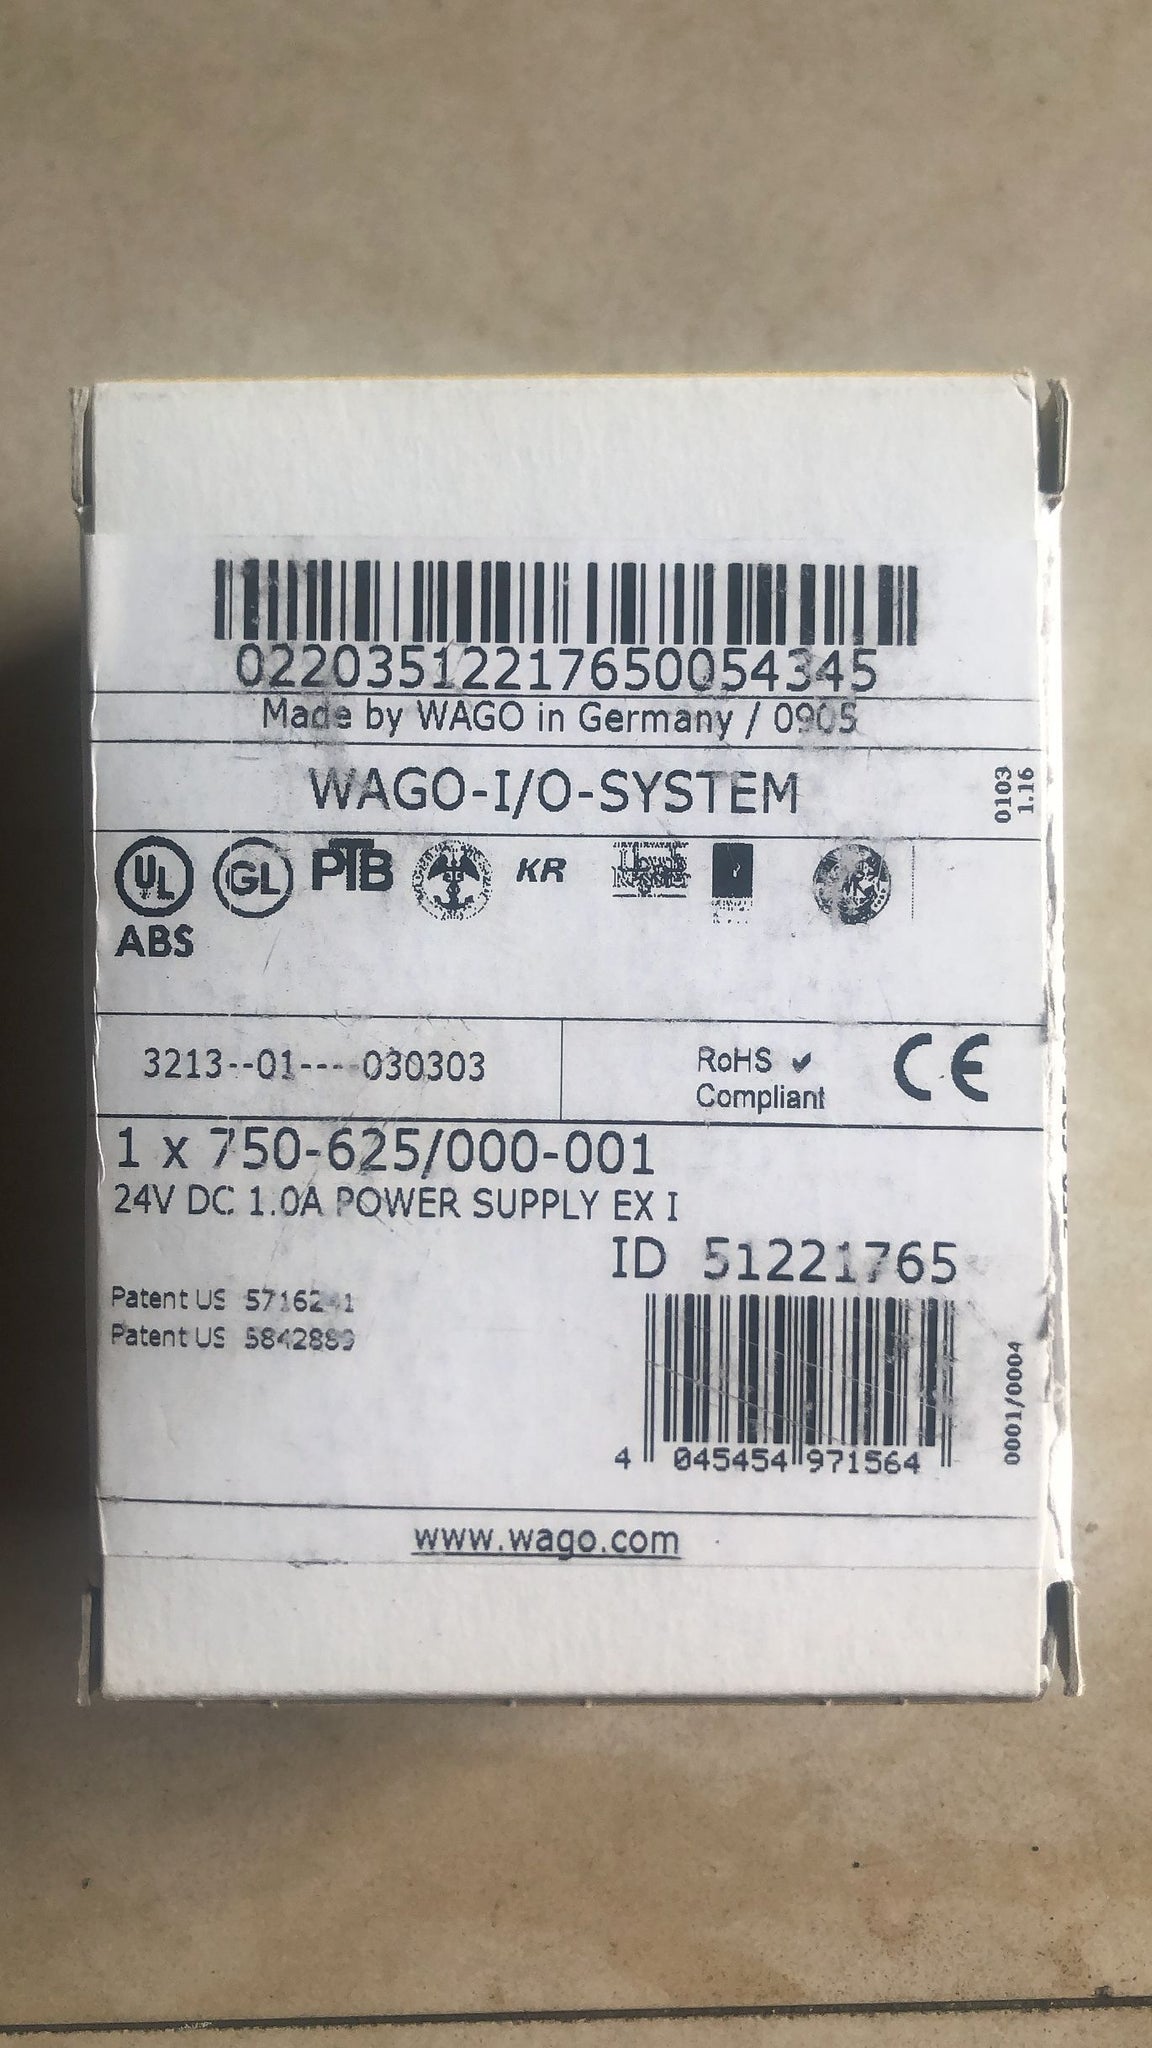 02203512217650054345
Made by WAGO in Germany / 0905
WAGO-I/O-SYSTEM
0103
1.16
UL
GL
PTB
KR
ABS
3213--01----030303
RoHS ✔
Compliant
CE
1 x 750-625/000-001
24V DC 1.0A POWER SUPPLY EX I
ID 51221765
Patent US 5716241
Patent US 5842889
4 045454 971564
0001/0004
www.wago.com